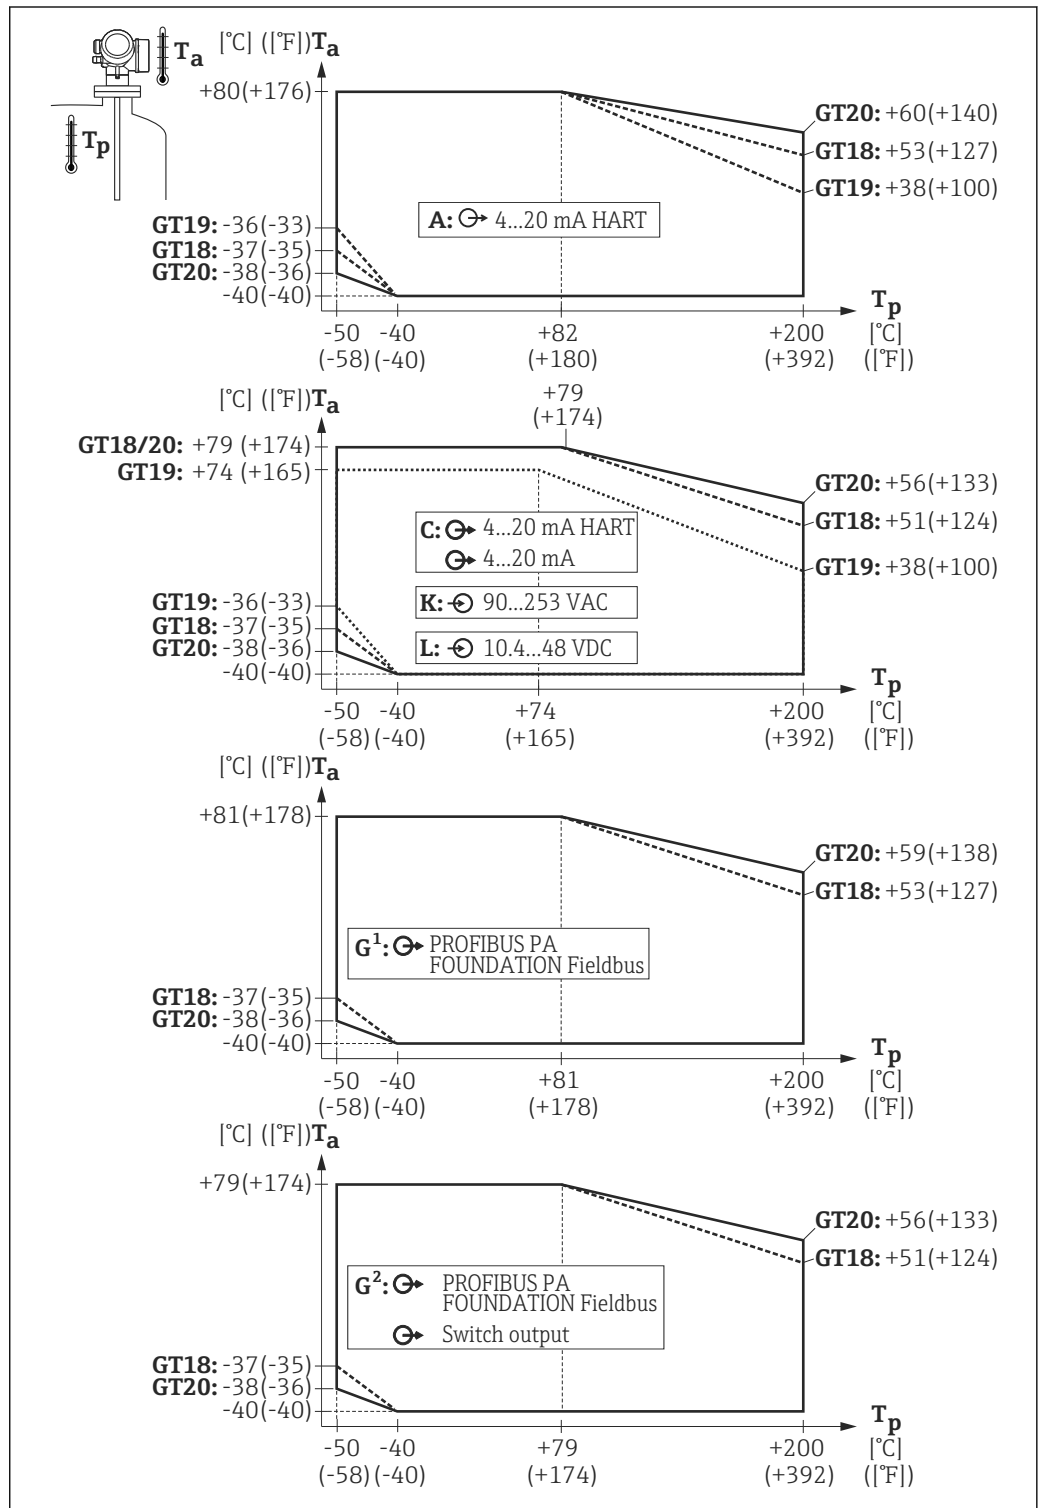 [°C] ([°F]) Ta
Ta
Tp
+80(+176)
GT20: +60(+140)
GT18: +53(+127)
GT19: +38(+100)
A: 4...20 mA HART
GT19: -36(-33)
GT18: -37(-35)
GT20: -38(-36)
-40(-40)
Tp
-50 -40 +82 +200 [°C]
(-58) (-40) (+180) (+392) ([°F])
[°C] ([°F]) Ta
+79
(+174)
GT18/20: +79 (+174)
GT19: +74 (+165)
GT20: +56(+133)
GT18: +51(+124)
GT19: +38(+100)
C: 4...20 mA HART
4...20 mA
K: 90...253 VAC
L: 10.4...48 VDC
GT19: -36(-33)
GT18: -37(-35)
GT20: -38(-36)
-40(-40)
Tp
-50 -40 +74 +200 [°C]
(-58) (-40) (+165) (+392) ([°F])
[°C] ([°F]) Ta
+81(+178)
GT20: +59(+138)
GT18: +53(+127)
G1: PROFIBUS PA
FOUNDATION Fieldbus
GT18: -37(-35)
GT20: -38(-36)
-40(-40)
Tp
-50 -40 +81 +200 [°C]
(-58) (-40) (+178) (+392) ([°F])
[°C] ([°F]) Ta
+79(+174)
GT20: +56(+133)
GT18: +51(+124)
G2: PROFIBUS PA
FOUNDATION Fieldbus
Switch output
GT18: -37(-35)
GT20: -38(-36)
-40(-40)
Tp
-50 -40 +79 +200 [°C]
(-58) (-40) (+174) (+392) ([°F])